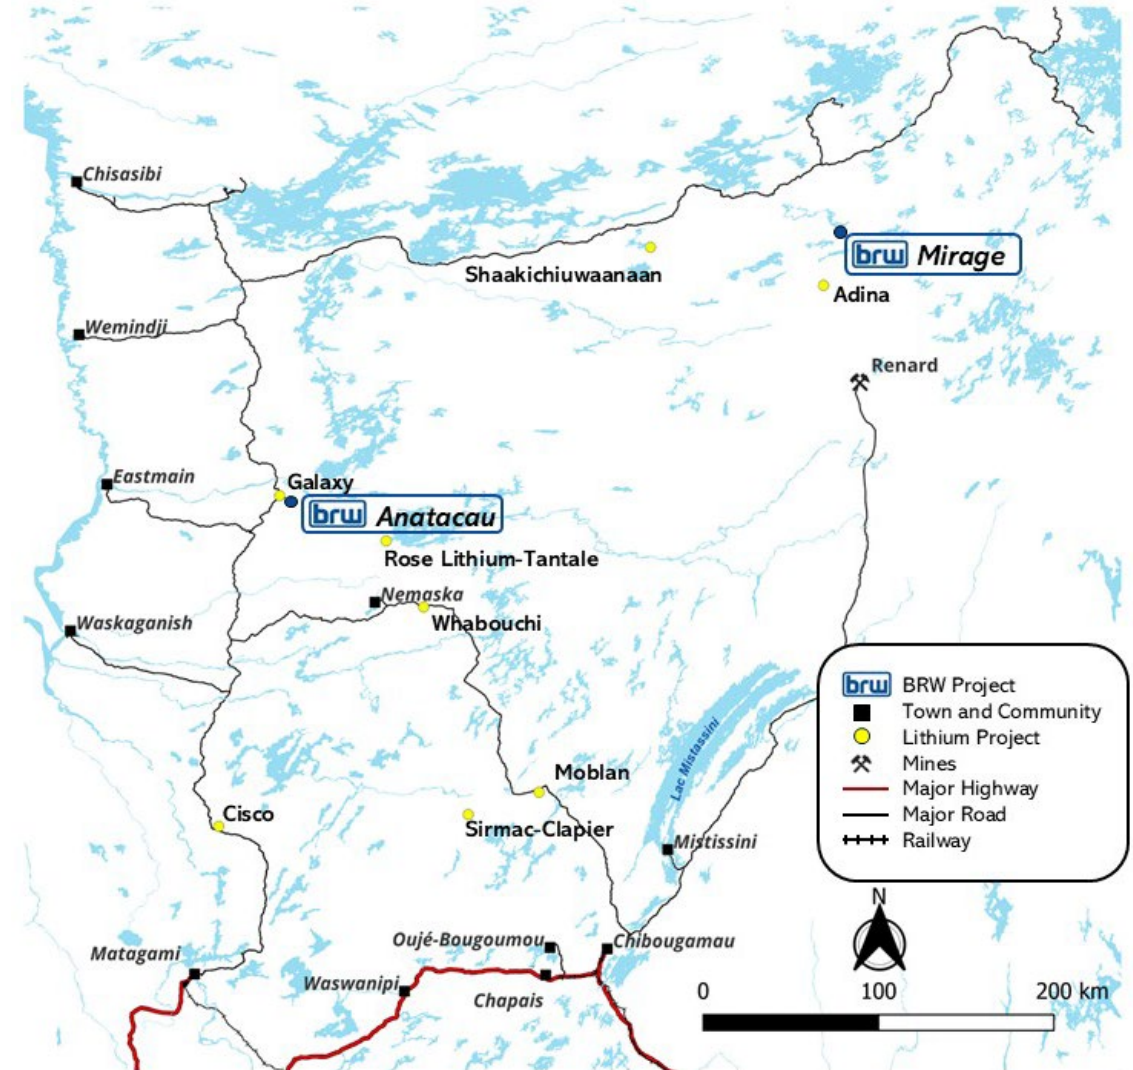 Chisasibi
brw Mirage
Shaakichiuwaanaan
Adina
Wemindji
Renard
Eastmain
Galaxy
brw Anatacau
Rose Lithium-Tantale
Nemaska
Whabouchi
Waskaganish
Lac Mistassini
Moblan
Cisco
Sirmac-Clapier
Mistissini
Oujé-Bougoumou
Chibougamau
Matagami
Waswanipi
Chapais
brw BRW Project
Town and Community
Lithium Project
Mines
Major Highway
Major Road
Railway
N
0 100 200 km